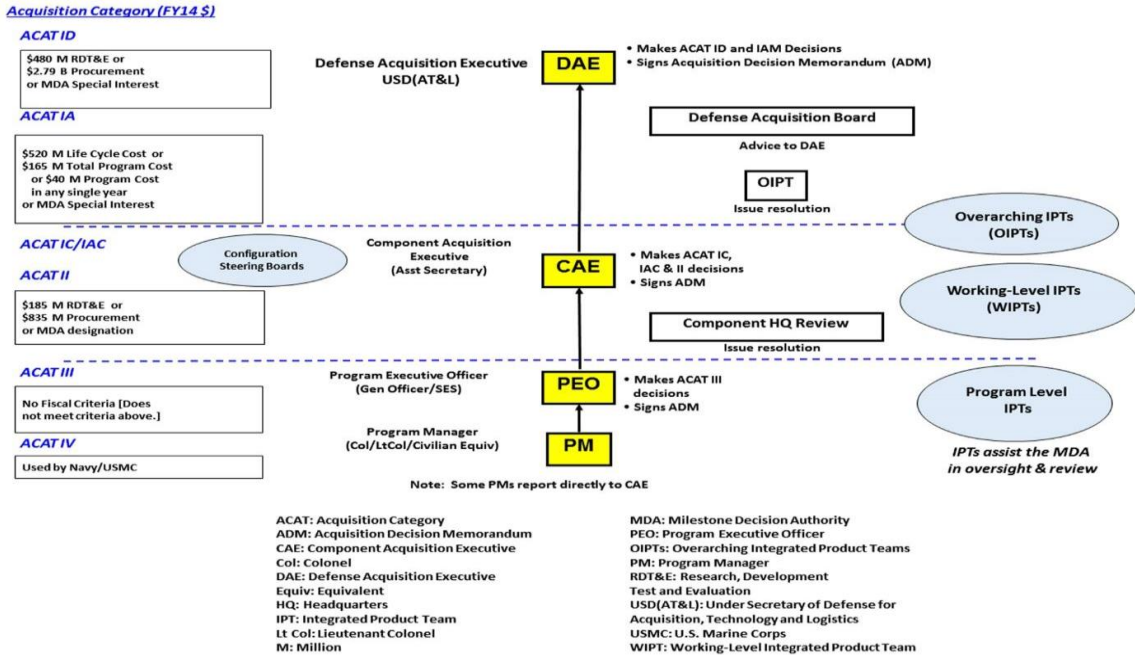 Acquisition Category (FY14 $)
ACAT ID
$480 M RDT&E or
$2.79 B Procurement
or MDA Special Interest
ACAT IA
$520 M Life Cycle Cost or
$165 M Total Program Cost
or $40 M Program Cost
in any single year
or MDA Special Interest
ACAT IC/IAC
Configuration
Steering Boards
ACAT II
$185 M RDT&E or
$835 M Procurement
or MDA designation
ACAT III
No Fiscal Criteria [Does
not meet criteria above.]
ACAT IV
Used by Navy/USMC
Defense Acquisition Executive
USD(AT&L)
DAE
• Makes ACAT ID and IAM Decisions
• Signs Acquisition Decision Memorandum (ADM)
Defense Acquisition Board
Advice to DAE
OIPT
Issue resolution
Overarching IPTs
(OIPTs)
Component Acquisition
Executive
(Asst Secretary)
CAE
• Makes ACAT IC,
IAC & II decisions
• Signs ADM
Working-Level IPTs
(WIPTs)
Component HQ Review
Issue resolution
Program Executive Officer
(Gen Officer/SES)
PEO
• Makes ACAT III
decisions
• Signs ADM
Program Level
IPTs
Program Manager
(Col/LtCol/Civilian Equiv)
PM
IPTs assist the MDA
in oversight & review
Note: Some PMs report directly to CAE
ACAT: Acquisition Category
ADM: Acquisition Decision Memorandum
CAE: Component Acquisition Executive
Col: Colonel
DAE: Defense Acquisition Executive
Equiv: Equivalent
HQ: Headquarters
IPT: Integrated Product Team
Lt Col: Lieutenant Colonel
M: Million
MDA: Milestone Decision Authority
PEO: Program Executive Officer
OIPTs: Overarching Integrated Product Teams
PM: Program Manager
RDT&E: Research, Development
Test and Evaluation
USD(AT&L): Under Secretary of Defense for
Acquisition, Technology and Logistics
USMC: U.S. Marine Corps
WIPT: Working-Level Integrated Product Team